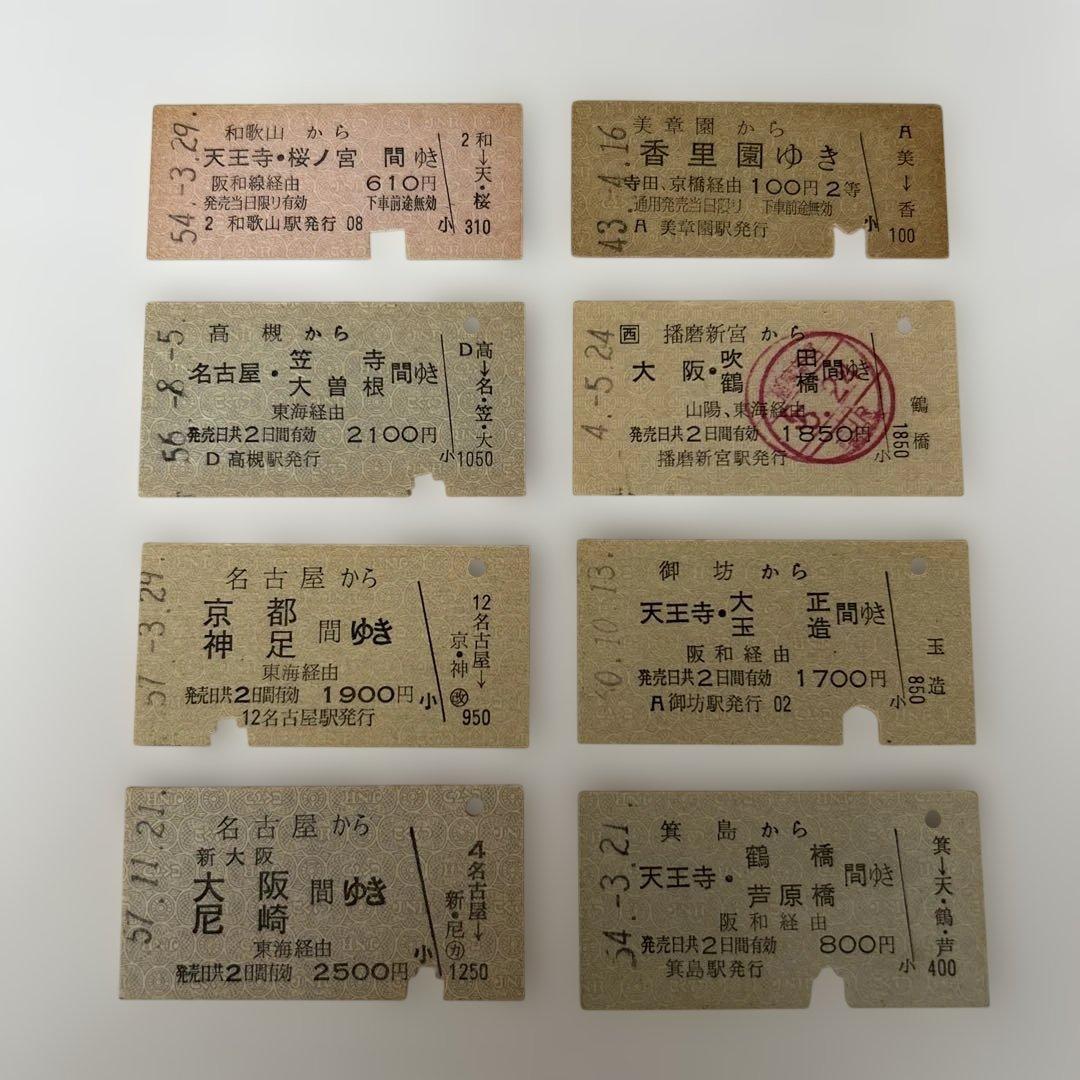 54.-3.29.
和歌山 から
天王寺・桜ノ宮 間ゆき
阪和線経由 610円
発売当日限り有効 下車前途無効
2 和歌山駅発行 08
小
2 和→天・桜
310
43.-4.16
美章園 から
香里園ゆき
寺田、京橋経由 100円 2等
通用発売当日限リ 下車前途無効
A 美章園駅発行
小
A 美→香
100
56.-8.-5.
高槻 から
名古屋・笠寺 大曽根 間ゆき
東海経由
発売日共2日間有効 2100円
D 高槻駅発行
小
D 高→名・笠・大
1050
4.-5.24
西 播磨新宮 から
大阪・吹田 鶴橋 間ゆき
山陽、東海経由
発売日共2日間有効 1850円
播磨新宮駅発行
小
1850
鶴橋
57.-3.29.
名古屋 から
京都 神足 間ゆき
東海経由
発売日共2日間有効 1900円
12名古屋駅発行
小
12名古屋→
京・神
改
950
0.10.13.
御坊 から
天王寺・大正 玉造 間ゆき
阪和経由
発売日共2日間有効 1700円
A 御坊駅発行 02
小
850
玉造
57.11.21.
名古屋 から
新大阪
大阪 尼崎 間ゆき
東海経由
発売日共2日間有効 2500円
小
4 名古屋→
新・尼
カ
1250
54.-3.21
箕島 から
天王寺・鶴橋 芦原橋 間ゆき
阪和経由
発売日共2日間有効 800円
箕島駅発行
小
箕→天・鶴・芦
400